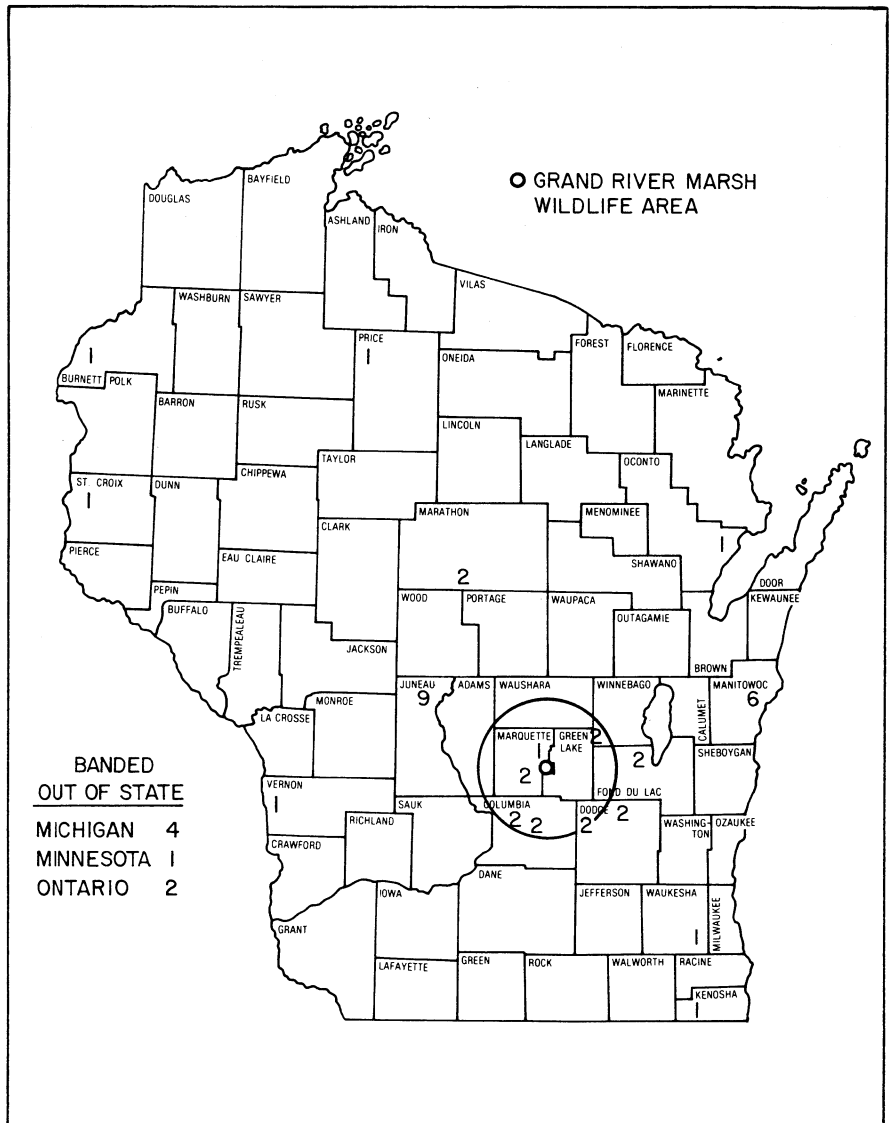 BAYFIELD
DOUGLAS
GRAND RIVER MARSH
WILDLIFE AREA
ASHLAND
IRON
VILAS
WASHBURN
SAWYER
PRICE
1
FOREST
FLORENCE
ONEIDA
1
BURNETT
POLK
MARINETTE
BARRON
RUSK
LINCOLN
LANGLADE
TAYLOR
OCONTO
CHIPPEWA
ST. CROIX
1
DUNN
MARATHON
2
MENOMINEE
CLARK
1
PIERCE
EAU CLAIRE
SHAWANO
DOOR
PEPIN
WOOD
PORTAGE
WAUPACA
KEWAUNEE
BUFFALO
TREMPEALEAU
OUTAGAMIE
JACKSON
BROWN
JUNEAU
9
ADAMS
WAUSHARA
WINNEBAGO
2
CALUMET
MANITOWOC
6
MONROE
LA CROSSE
MARQUETTE
1
2
GREEN
LAKE
2
SHEBOYGAN
BANDED
OUT OF STATE
MICHIGAN 4
MINNESOTA 1
ONTARIO 2
VERNON
1
FOND DU LAC
SAUK
COLUMBIA
2
2
DODGE
2
2
RICHLAND
WASHING-
TON
OZAUKEE
CRAWFORD
DANE
IOWA
JEFFERSON
WAUKESHA
1
MILWAUKEE
GRANT
LAFAYETTE
GREEN
ROCK
WALWORTH
RACINE
KENOSHA
1